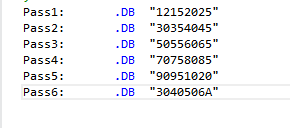 Pass1: .DB "12152025"
Pass2: .DB "30354045"
Pass3: .DB "50556065"
Pass4: .DB "70758085"
Pass5: .DB "90951020"
Pass6: .DB "3040506A"